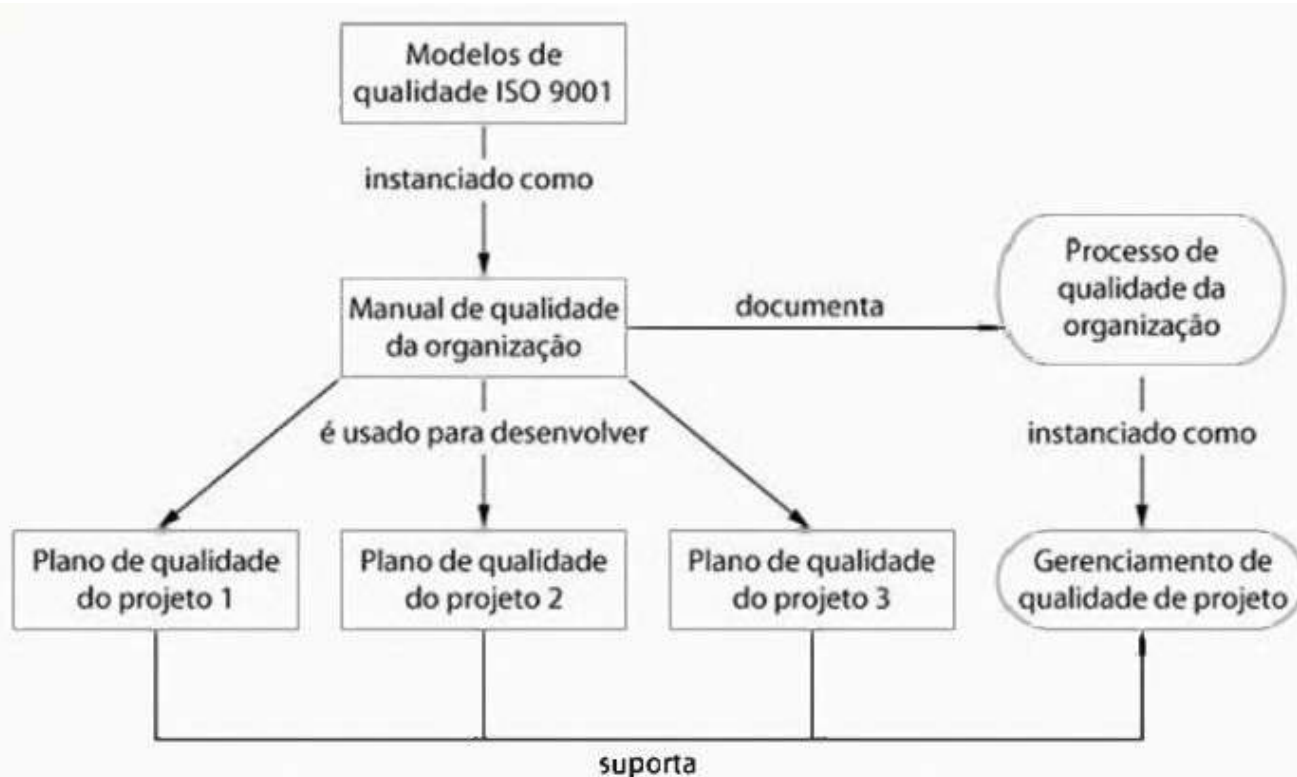 Modelos de
qualidade ISO 9001
instanciado como
Manual de qualidade
da organização
documenta
Processo de
qualidade da
organização
é usado para desenvolver
instanciado como
Plano de qualidade
do projeto 1
Plano de qualidade
do projeto 2
Plano de qualidade
do projeto 3
Gerenciamento de
qualidade de projeto
suporta